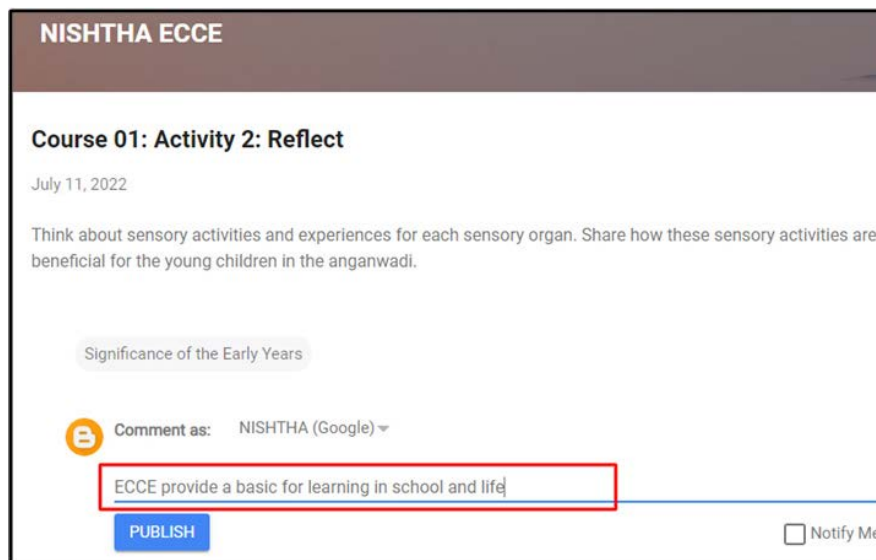 NISHTHA ECCE
Course 01: Activity 2: Reflect
July 11, 2022
Think about sensory activities and experiences for each sensory organ. Share how these sensory activities are
beneficial for the young children in the anganwadi.
Significance of the Early Years
Comment as: NISHTHA (Google)
ECCE provide a basic for learning in school and life
PUBLISH
Notify Me